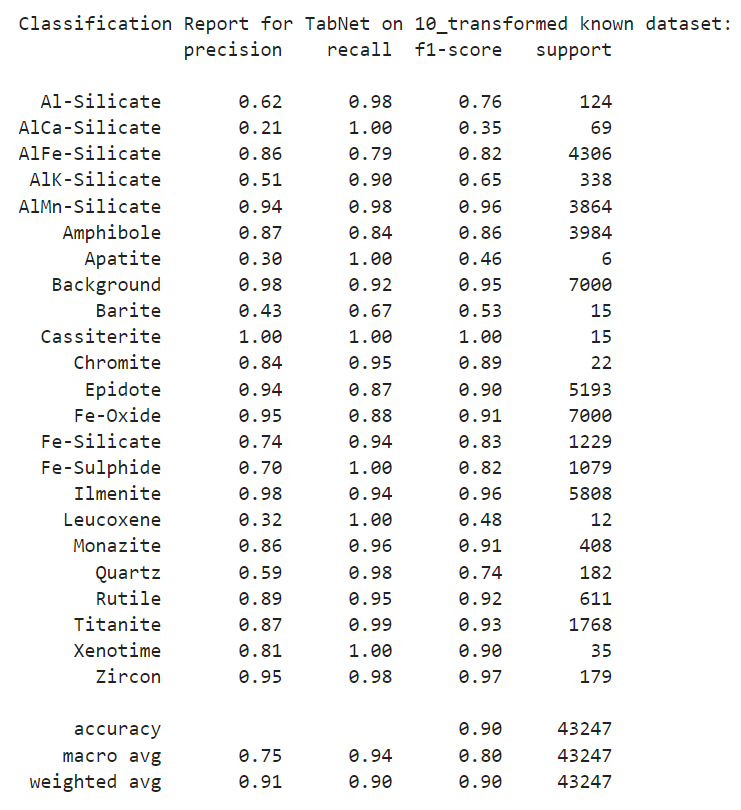 Classification Report for TabNet on 10_transformed known dataset:
precision recall f1-score support
Al-Silicate 0.62 0.98 0.76 124
AlCa-Silicate 0.21 1.00 0.35 69
AlFe-Silicate 0.86 0.79 0.82 4306
AlK-Silicate 0.51 0.90 0.65 338
AlMn-Silicate 0.94 0.98 0.96 3864
Amphibole 0.87 0.84 0.86 3984
Apatite 0.30 1.00 0.46 6
Background 0.98 0.92 0.95 7000
Barite 0.43 0.67 0.53 15
Cassiterite 1.00 1.00 1.00 15
Chromite 0.84 0.95 0.89 22
Epidote 0.94 0.87 0.90 5193
Fe-Oxide 0.95 0.88 0.91 7000
Fe-Silicate 0.74 0.94 0.83 1229
Fe-Sulphide 0.70 1.00 0.82 1079
Ilmenite 0.98 0.94 0.96 5808
Leucoxene 0.32 1.00 0.48 12
Monazite 0.86 0.96 0.91 408
Quartz 0.59 0.98 0.74 182
Rutile 0.89 0.95 0.92 611
Titanite 0.87 0.99 0.93 1768
Xenotime 0.81 1.00 0.90 35
Zircon 0.95 0.98 0.97 179
accuracy 0.90 43247
macro avg 0.75 0.94 0.80 43247
weighted avg 0.91 0.90 0.90 43247